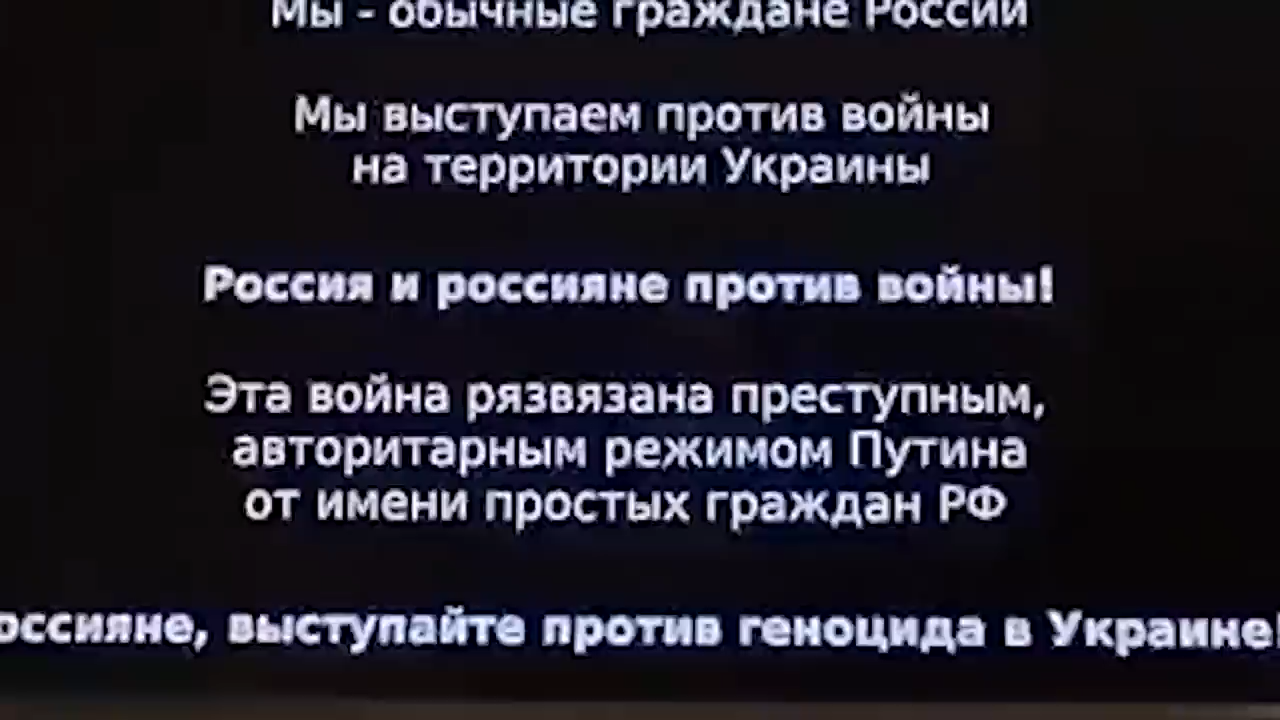 Мы - обычные граждане России
Мы выступаем против войны
на территории Украины
Россия и россияне против войны!
Эта война рязвязана преступным,
авторитарным режимом Путина
от имени простых граждан РФ
оссияне, выступайте против геноцида в Украине!